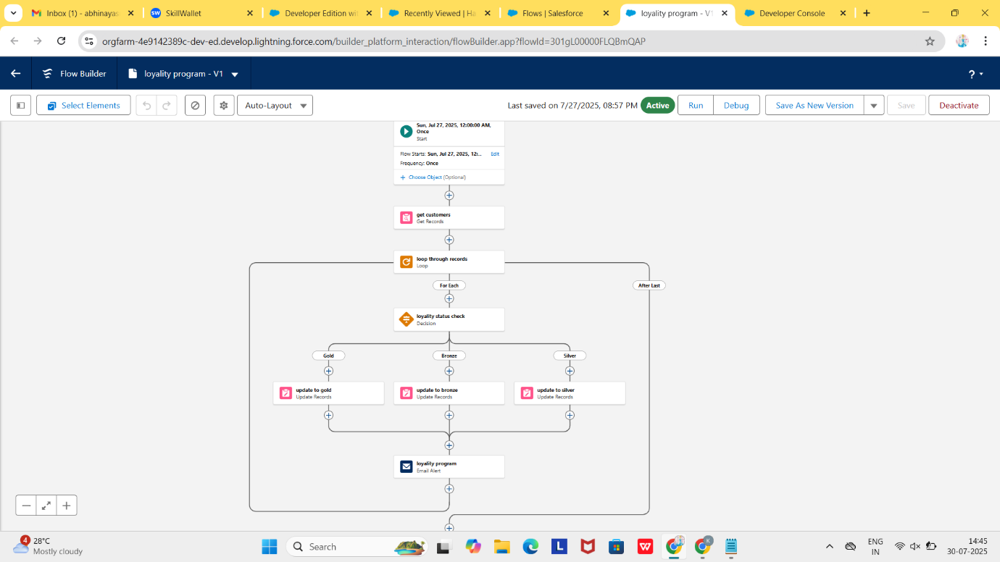 Inbox (1) - abhinayas
SkillWallet
Developer Edition wit
Recently Viewed | Ha
Flows | Salesforce
loyality program - V1
Developer Console
orgfarm-4e9142389c-dev-ed.develop.lightning.force.com/builder_platform_interaction/flowBuilder.app?flowId=301gL00000FLQBmQAP
Flow Builder
loyality program - V1
?
Select Elements
Auto-Layout
Last saved on 7/27/2025, 08:57 PM
Active
Run
Debug
Save As New Version
Save
Deactivate
Sun, Jul 27, 2025, 12:00:00 AM,
Once
Start
Flow Starts: Sun, Jul 27, 2025, 12:... Edit
Frequency: Once
+ Choose Object (Optional)
get customers
Get Records
loop through records
Loop
For Each
After Last
loyality status check
Decision
Gold
Bronze
Silver
update to gold
Update Records
update to bronze
Update Records
update to silver
Update Records
loyality program
Email Alert
4
28°C
Mostly cloudy
Search
K
ENG
IN
14:45
30-07-2025